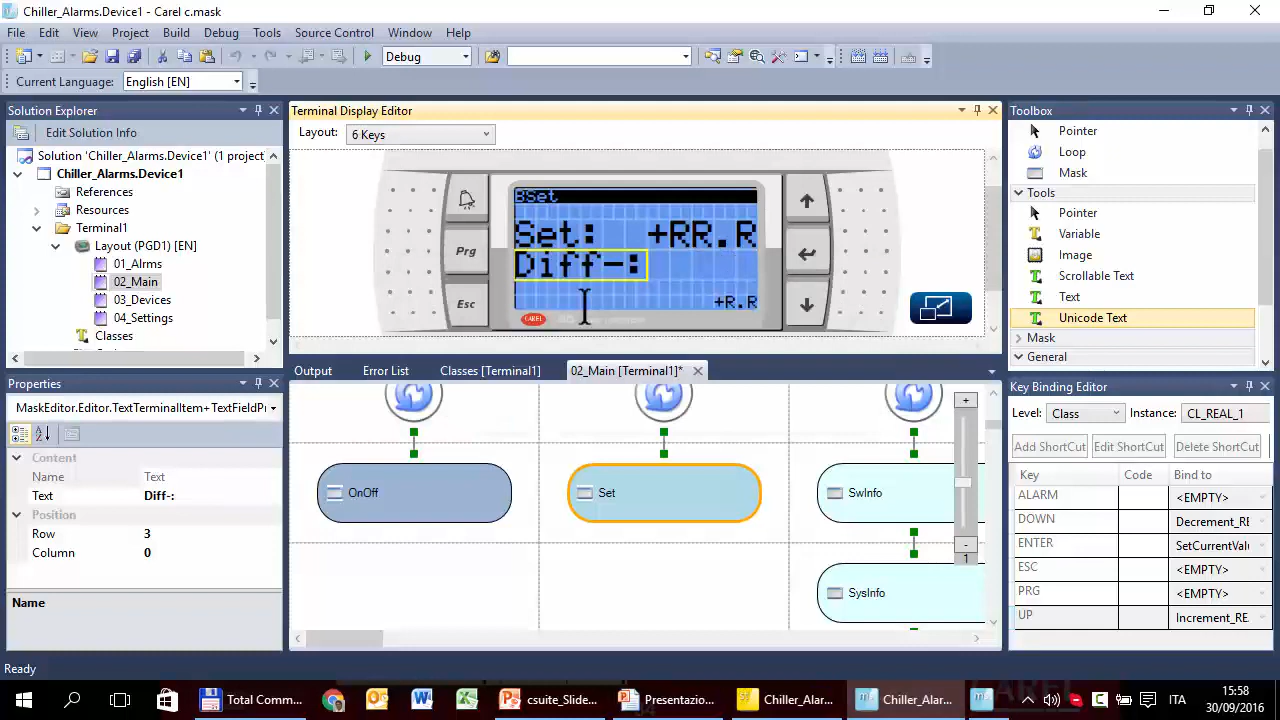 Chiller_Alarms.Device1 - Carel c.mask
File Edit View Project Build Debug Tools Source Control Window Help
Debug
Current Language: English [EN]
Solution Explorer
Edit Solution Info
Solution 'Chiller_Alarms.Device1' (1 project)
Chiller_Alarms.Device1
References
Resources
Terminal1
Layout (PGD1) [EN]
01_Alrms
02_Main
03_Devices
04_Settings
Classes
Properties
MaskEditor.Editor.TextTerminalItem+TextFieldPr
Content
Name Text
Text Diff-:
Position
Row 3
Column 0
Name
Terminal Display Editor
Layout: 6 Keys
Prg
Esc
BSet
Set: +RR.R
Diff-:
+R.R
CAREL
Output Error List Classes [Terminal1] 02_Main [Terminal1]*
OnOff
Set
SwInfo
SysInfo
+
-
1
Toolbox
Pointer
Loop
Mask
Tools
Pointer
Variable
Image
Scrollable Text
Text
Unicode Text
Mask
General
Key Binding Editor
Level: Class Instance: CL_REAL_1
Add ShortCut Edit ShortCut Delete ShortCut
Key Code Bind to
ALARM <EMPTY>
DOWN Decrement_RE
ENTER SetCurrentValu
ESC <EMPTY>
PRG <EMPTY>
UP Increment_RE.
Ready
Total Comm...
csuite_Slide...
Presentazio...
Chiller_Alar...
Chiller_Alar...
ITA
15:58
30/09/2016